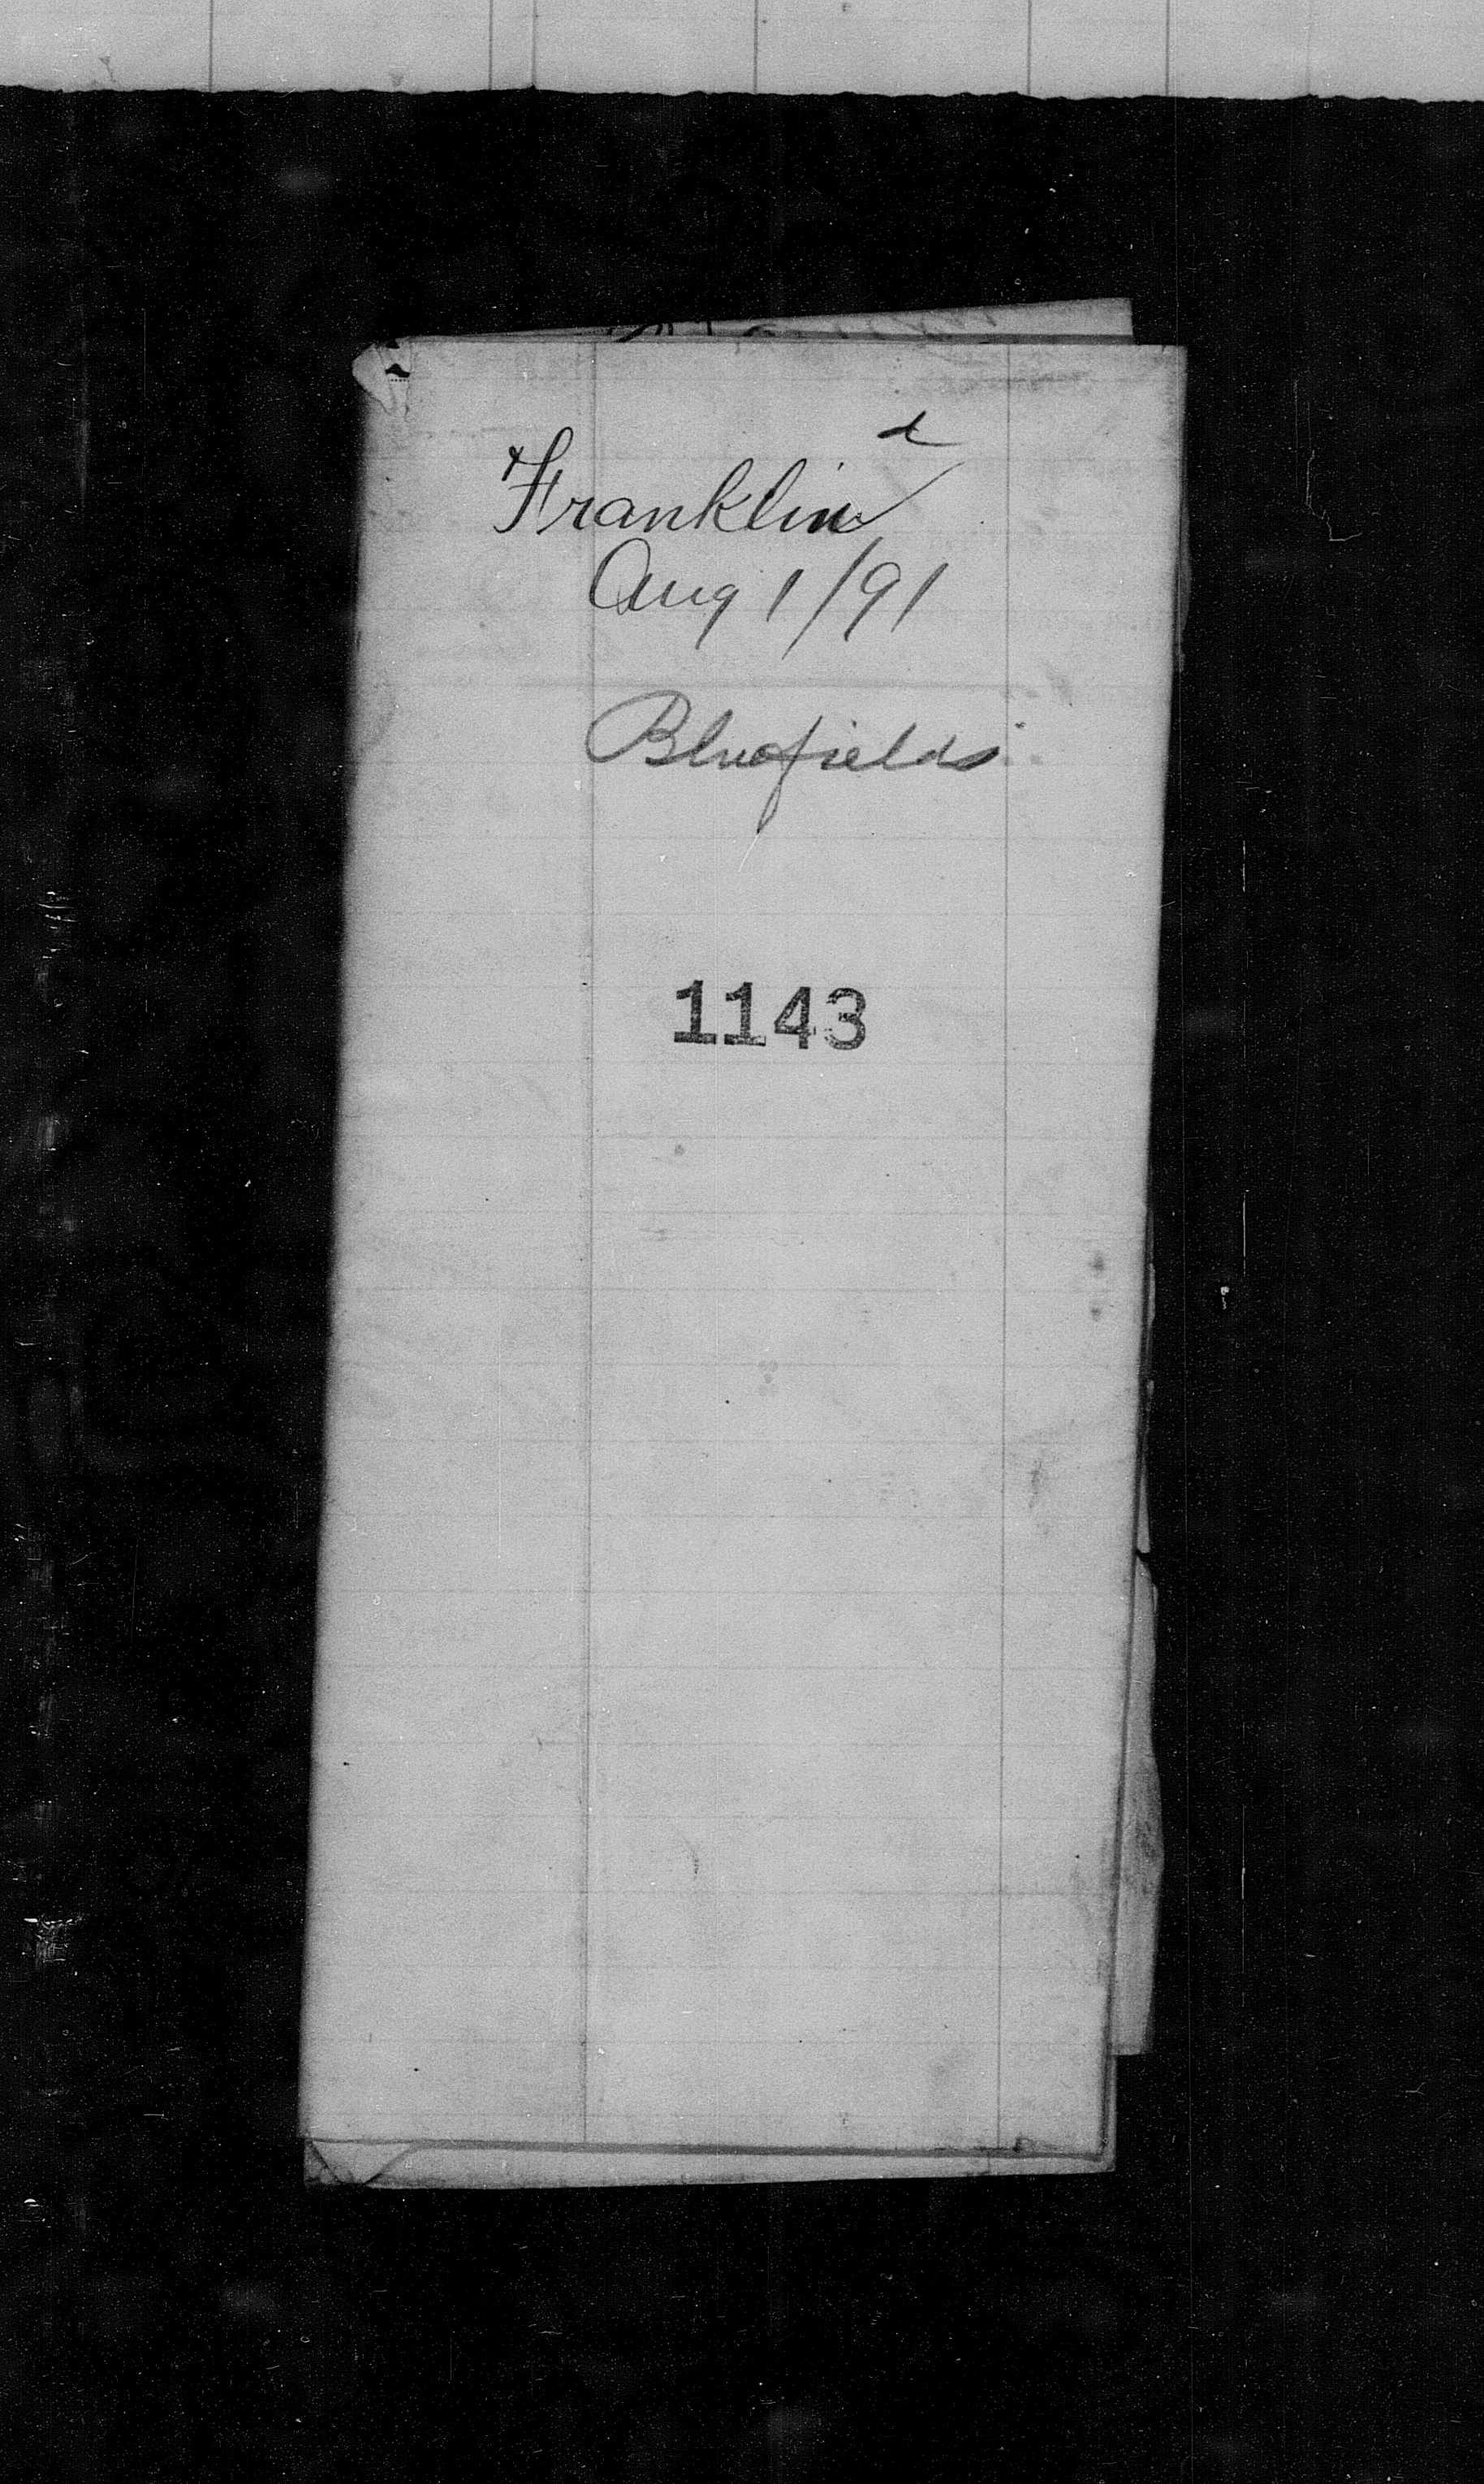 Franklin
Aug 1/91
Bluefields
1143